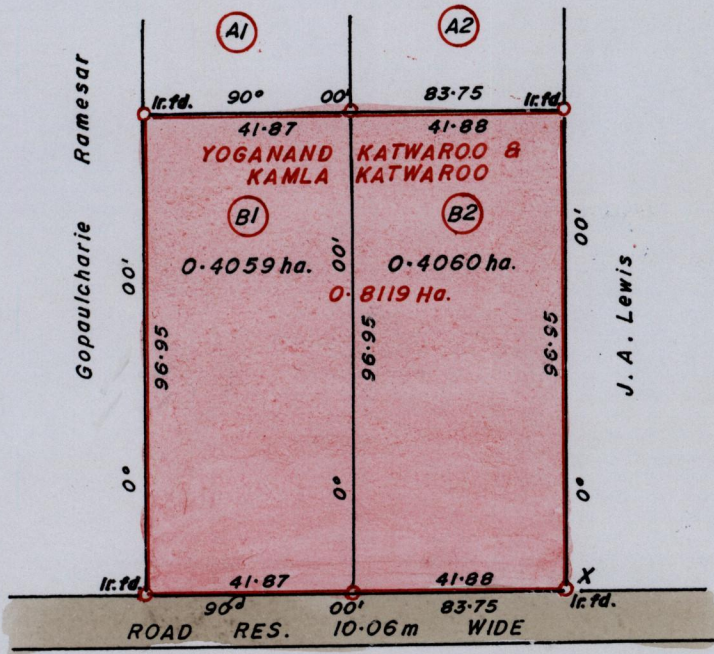 A1 A2
Ir.fd. 90° 00' 83.75 Ir.fd.
41.87 41.88
YOGANAND KATWAROO &
KAMLA KATWAROO
B1 B2
0.4059 ha. 0.4060 ha.
0.8119 Ha.
Gopaulcharie Ramesar
0° 00'
96.95
0° 00'
96.95
96.95
0° 00'
J.A. Lewis
Ir.fd. 41.87 41.88 X
90° 00' 83.75 Ir.fd.
ROAD RES. 10.06m WIDE